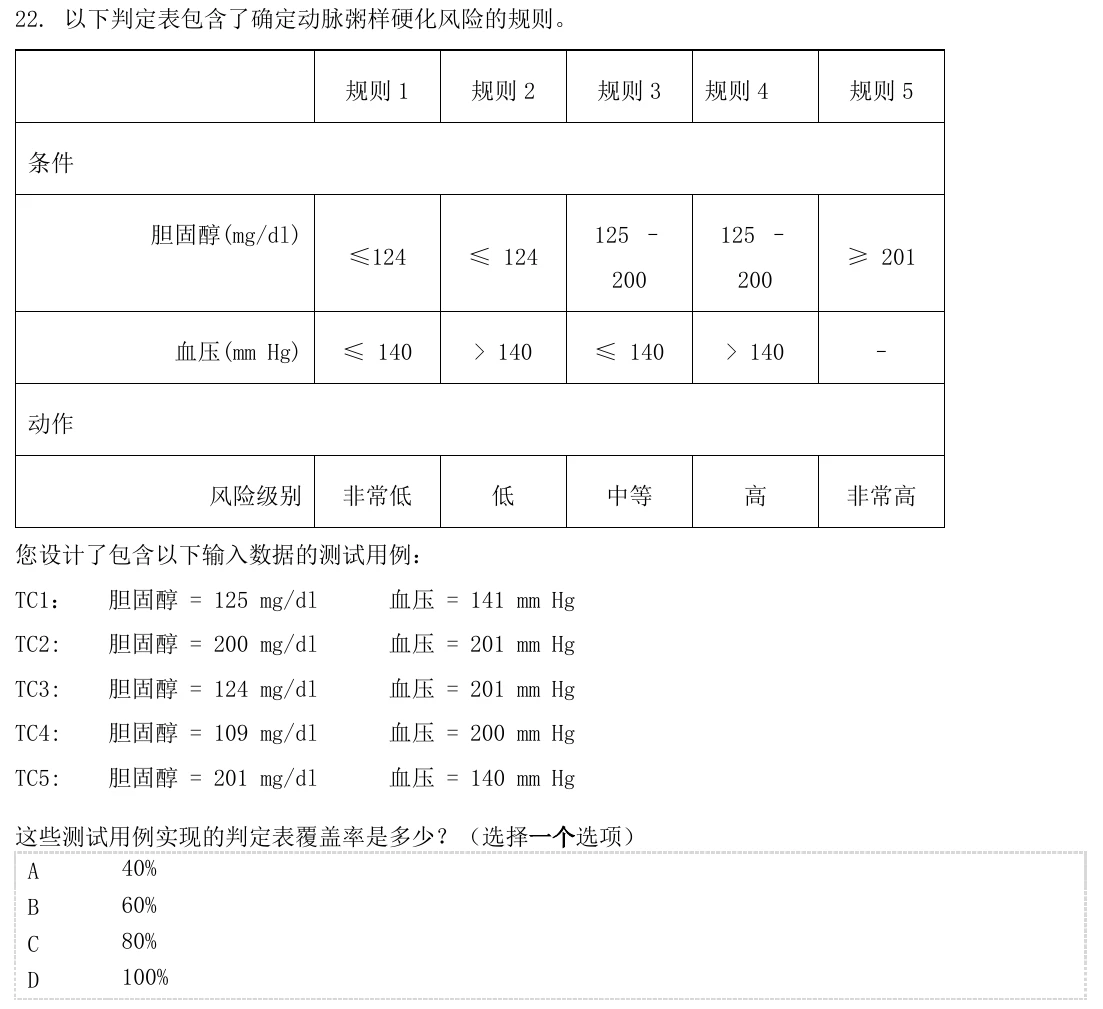 22. 以下判定表包含了确定动脉粥样硬化风险的规则。
规则 1 规则 2 规则 3 规则 4 规则 5
条件
胆固醇(mg/dl) ≤124 ≤ 124 125 - 200 125 - 200 ≥ 201
血压(mm Hg) ≤ 140 > 140 ≤ 140 > 140 -
动作
风险级别 非常低 低 中等 高 非常高
您设计了包含以下输入数据的测试用例:
TC1: 胆固醇 = 125 mg/dl 血压 = 141 mm Hg
TC2: 胆固醇 = 200 mg/dl 血压 = 201 mm Hg
TC3: 胆固醇 = 124 mg/dl 血压 = 201 mm Hg
TC4: 胆固醇 = 109 mg/dl 血压 = 200 mm Hg
TC5: 胆固醇 = 201 mg/dl 血压 = 140 mm Hg
这些测试用例实现的判定表覆盖率是多少？（选择一个选项）
A 40%
B 60%
C 80%
D 100%